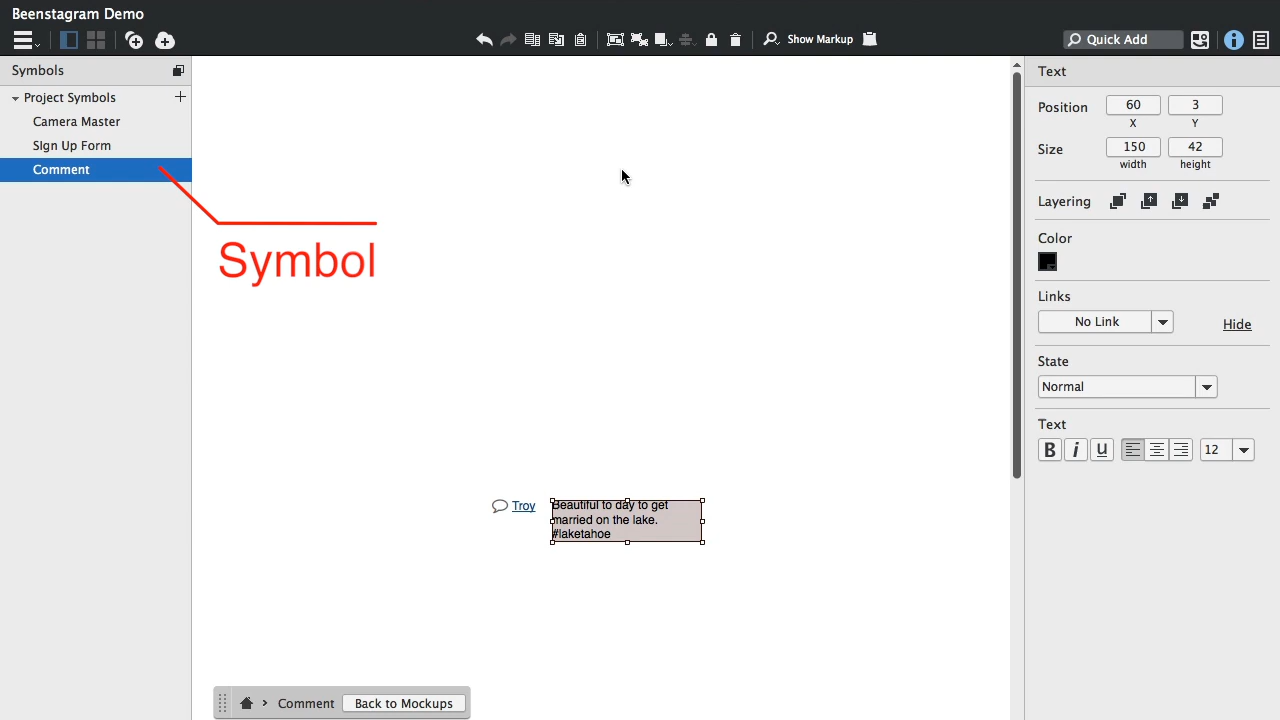 Beenstagram Demo
Show Markup
Quick Add
Symbols
Project Symbols
Camera Master
SIgn Up Form
Comment
Symbol
Troy
Beautiful to day to get
married on the lake.
#laketahoe
Comment
Back to Mockups
Text
Position
60
3
X
Y
Size
150
42
width
height
Layering
Color
Links
No Link
Hide
State
Normal
Text
B i U
12